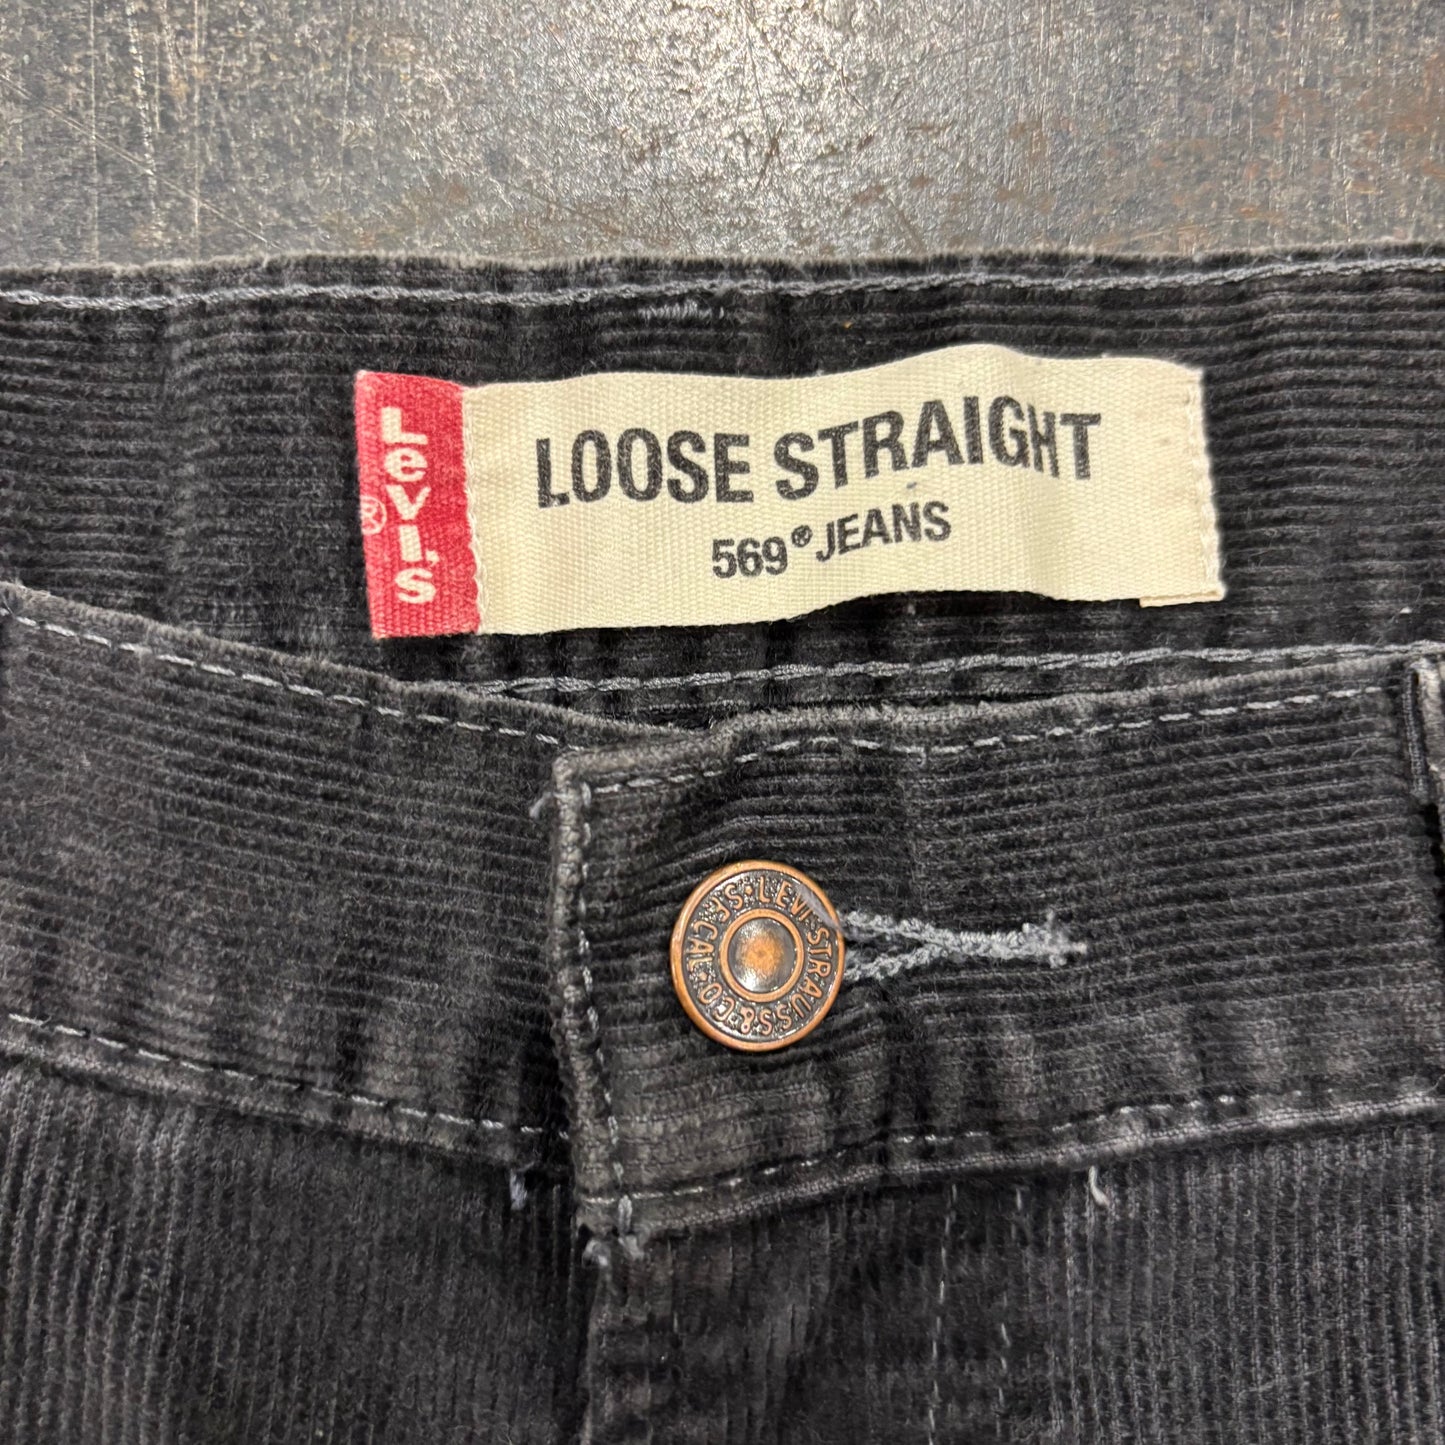 Levi's
®
LOOSE STRAIGHT
569® JEANS
LEVI STRAUSS & CO. S.F. CAL.